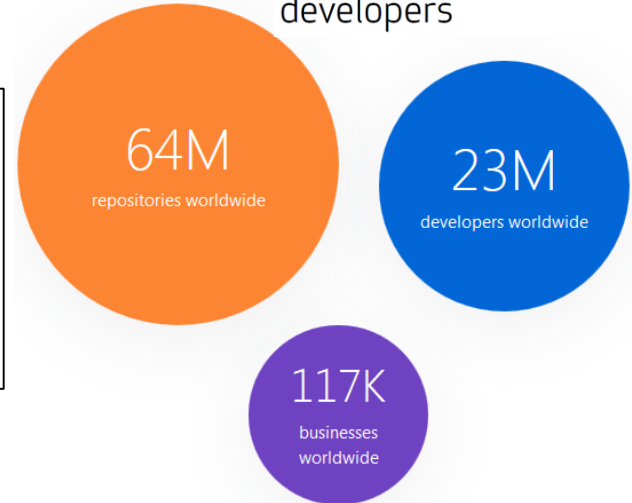 developers
64M
repositories worldwide
23M
developers worldwide
117K
businesses
worldwide